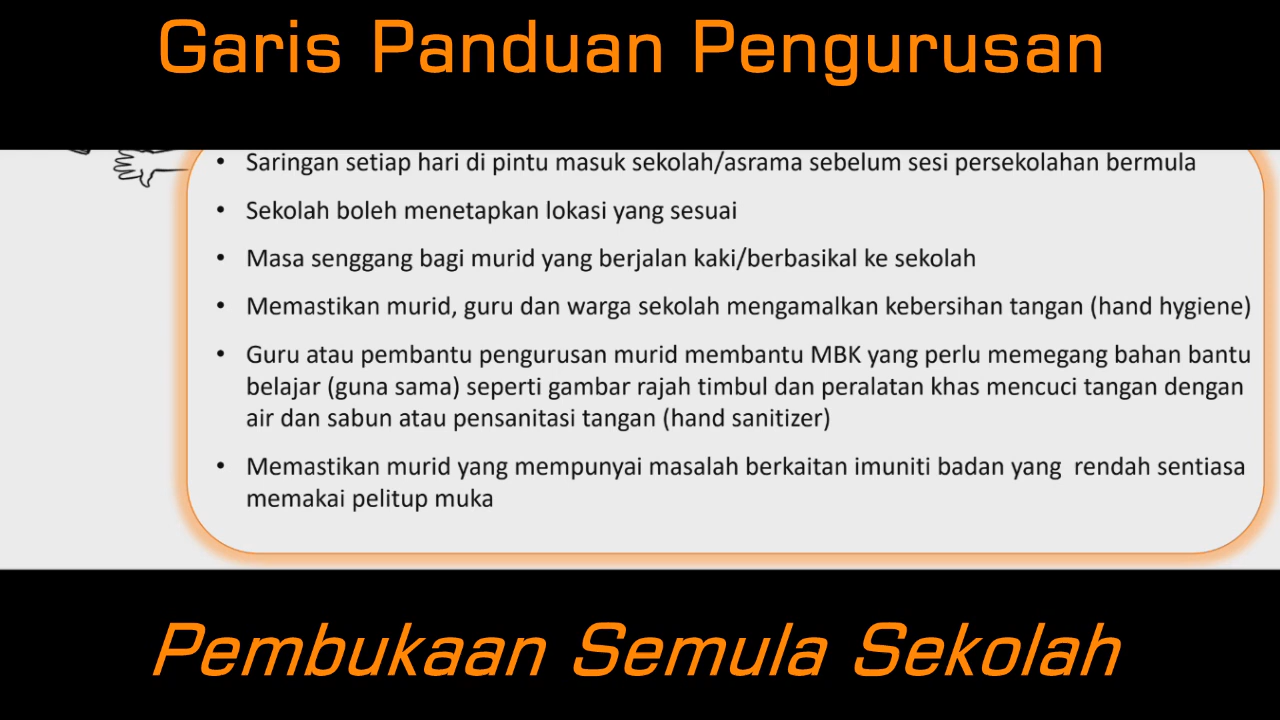 Garis Panduan Pengurusan
• Saringan setiap hari di pintu masuk sekolah/asrama sebelum sesi persekolahan bermula
• Sekolah boleh menetapkan lokasi yang sesuai
• Masa senggang bagi murid yang berjalan kaki/berbasikal ke sekolah
• Memastikan murid, guru dan warga sekolah mengamalkan kebersihan tangan (hand hygiene)
• Guru atau pembantu pengurusan murid membantu MBK yang perlu memegang bahan bantu
belajar (guna sama) seperti gambar rajah timbul dan peralatan khas mencuci tangan dengan
air dan sabun atau pensanitasi tangan (hand sanitizer)
• Memastikan murid yang mempunyai masalah berkaitan imuniti badan yang  rendah sentiasa
memakai pelitup muka
Pembukaan Semula Sekolah